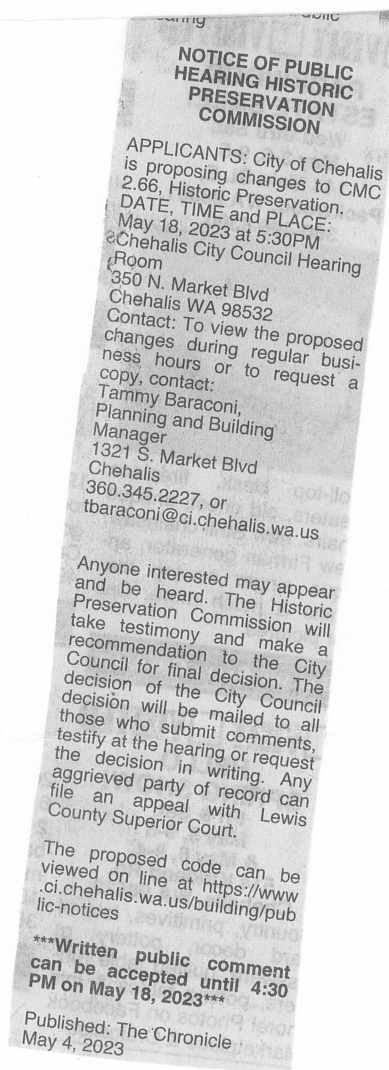 NOTICE OF PUBLIC
HEARING HISTORIC
PRESERVATION
COMMISSION
APPLICANTS: City of Chehalis
is proposing changes to CMC
2.66, Historic Preservation.
DATE, TIME and PLACE:
May 18, 2023 at 5:30PM
Chehalis City Council Hearing
Room
350 N. Market Blvd
Chehalis WA 98532
Contact: To view the proposed
changes during regular busi-
ness hours or to request a
copy, contact:
Tammy Baraconi,
Planning and Building
Manager
1321 S. Market Blvd
Chehalis
360.345.2227, or
tbaraconi@ci.chehalis.wa.us
Anyone interested may appear
and be heard. The Historic
Preservation Commission will
take testimony and make a
recommendation to the City
Council for final decision. The
decision of the City Council
decision will be mailed to all
those who submit comments,
testify at the hearing or request
the decision in writing. Any
aggrieved party of record can
file an appeal with Lewis
County Superior Court.
The proposed code can be
viewed on line at https://www
.ci.chehalis.wa.us/building/pub
lic-notices
***Written public comment
can be accepted until 4:30
PM on May 18, 2023***
Published: The Chronicle
May 4, 2023